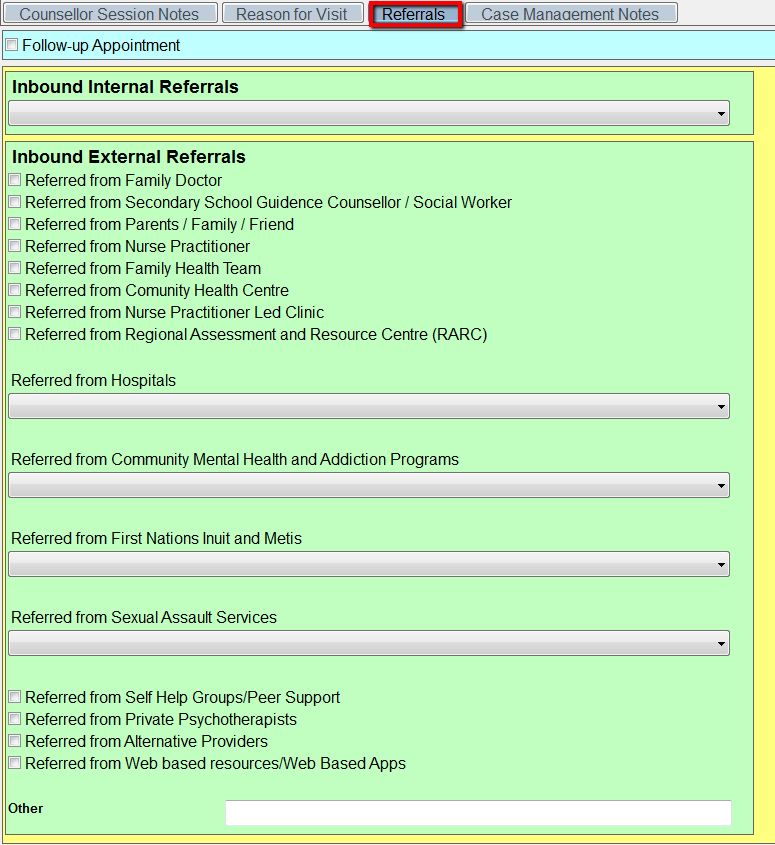 Counsellor Session Notes Reason for Visit Referrals Case Management Notes
Follow-up Appointment
Inbound Internal Referrals
Inbound External Referrals
Referred from Family Doctor
Referred from Secondary School Guidence Counsellor / Social Worker
Referred from Parents / Family / Friend
Referred from Nurse Practitioner
Referred from Family Health Team
Referred from Comunity Health Centre
Referred from Nurse Practitioner Led Clinic
Referred from Regional Assessment and Resource Centre (RARC)
Referred from Hospitals
Referred from Community Mental Health and Addiction Programs
Referred from First Nations Inuit and Metis
Referred from Sexual Assault Services
Referred from Self Help Groups/Peer Support
Referred from Private Psychotherapists
Referred from Alternative Providers
Referred from Web based resources/Web Based Apps
Other